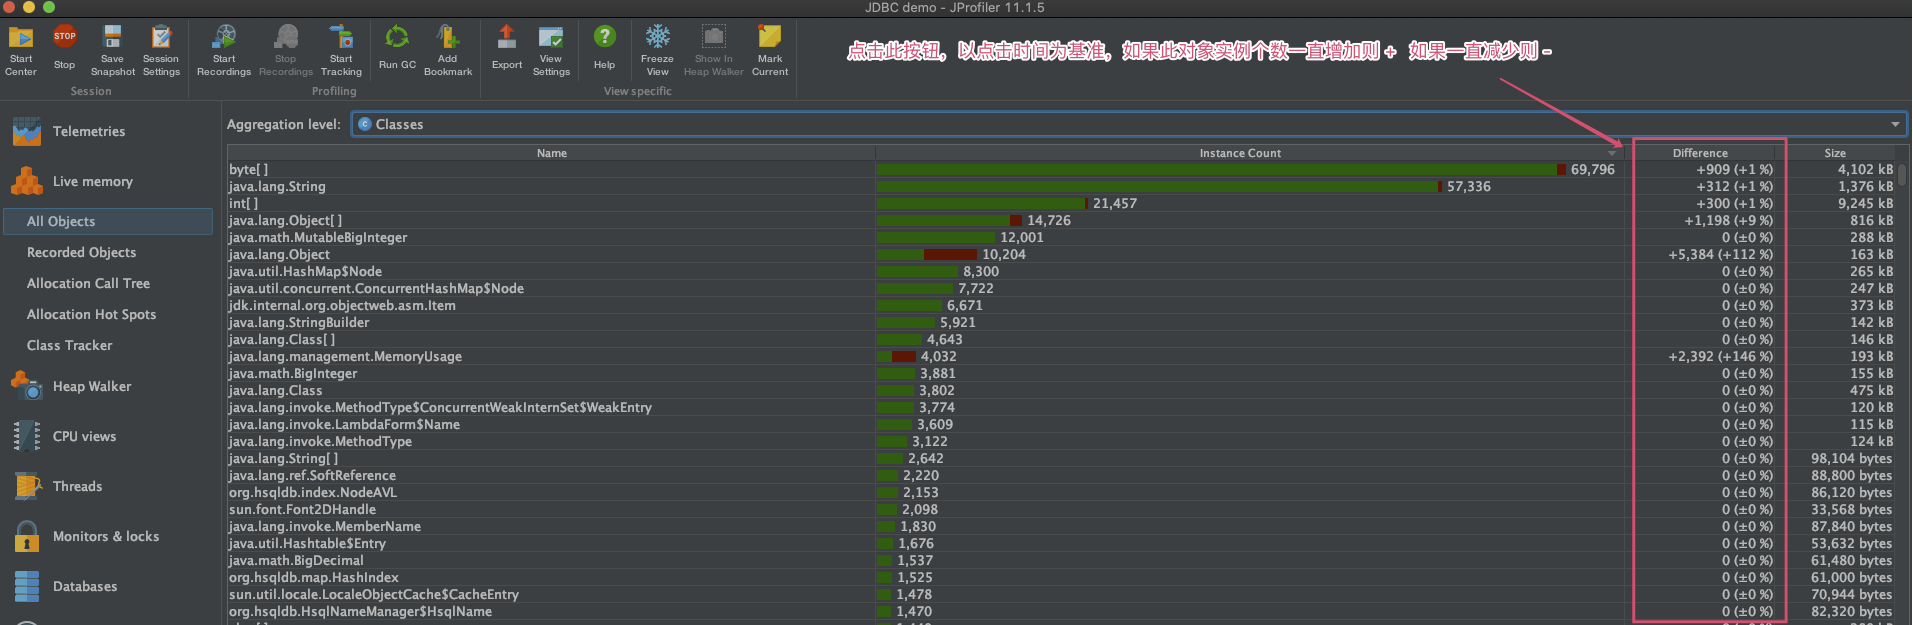 JDBC demo - JProfiler 11.1.5
Start Center
STOP
Stop
Save Snapshot
Session Settings
Start Recordings
Stop Recordings
Start Tracking
Run GC
Add Bookmark
Export
View Settings
Help
Freeze View
Show In Heap Walker
Mark Current
点击此按钮，以点击时间为基准，如果此对象实例个数一直增加则 + 如果一直减少则 -
Session
Profiling
View specific
Telemetries
Live memory
All Objects
Recorded Objects
Allocation Call Tree
Allocation Hot Spots
Class Tracker
Heap Walker
CPU views
Threads
Monitors & locks
Databases
Aggregation level: Classes
Name Instance Count Difference Size
byte[ ] 69,796 +909 (+1 %) 4,102 kB
java.lang.String 57,336 +312 (+1 %) 1,376 kB
int[ ] 21,457 +300 (+1 %) 9,245 kB
java.lang.Object[ ] 14,726 +1,198 (+9 %) 816 kB
java.math.MutableBigInteger 12,001 0 (±0 %) 288 kB
java.lang.Object 10,204 +5,384 (+112 %) 163 kB
java.util.HashMap$Node 8,300 0 (±0 %) 265 kB
java.util.concurrent.ConcurrentHashMap$Node 7,722 0 (±0 %) 247 kB
jdk.internal.org.objectweb.asm.Item 6,671 0 (±0 %) 373 kB
java.lang.StringBuilder 5,921 0 (±0 %) 142 kB
java.lang.Class[ ] 4,643 0 (±0 %) 146 kB
java.lang.management.MemoryUsage 4,032 +2,392 (+146 %) 193 kB
java.math.BigInteger 3,881 0 (±0 %) 155 kB
java.lang.Class 3,802 0 (±0 %) 475 kB
java.lang.invoke.MethodType$ConcurrentWeakInternSet$WeakEntry 3,774 0 (±0 %) 120 kB
java.lang.invoke.LambdaForm$Name 3,609 0 (±0 %) 115 kB
java.lang.invoke.MethodType 3,122 0 (±0 %) 124 kB
java.lang.String[ ] 2,642 0 (±0 %) 98,104 bytes
java.lang.ref.SoftReference 2,220 0 (±0 %) 88,800 bytes
org.hsqldb.index.NodeAVL 2,153 0 (±0 %) 86,120 bytes
sun.font.Font2DHandle 2,098 0 (±0 %) 33,568 bytes
java.lang.invoke.MemberName 1,830 0 (±0 %) 87,840 bytes
java.util.Hashtable$Entry 1,676 0 (±0 %) 53,632 bytes
java.math.BigDecimal 1,537 0 (±0 %) 61,480 bytes
org.hsqldb.map.HashIndex 1,525 0 (±0 %) 61,000 bytes
sun.util.locale.LocaleObjectCache$CacheEntry 1,478 0 (±0 %) 70,944 bytes
org.hsqldb.HsqlNameManager$HsqlName 1,470 0 (±0 %) 82,320 bytes